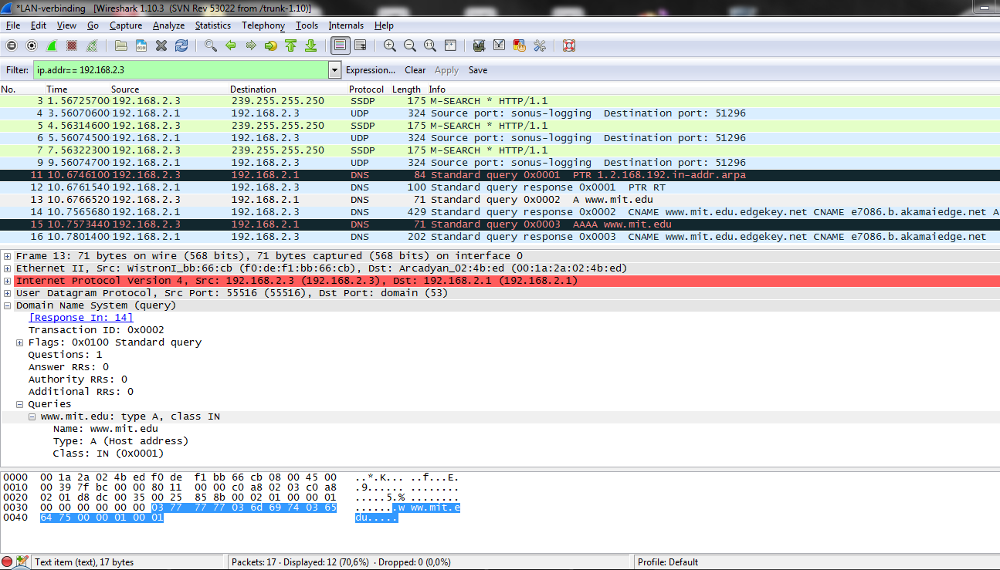 *LAN-verbinding   [Wireshark 1.10.3  (SVN Rev 53022 from /trunk-1.10)]
File  Edit  View  Go  Capture  Analyze  Statistics  Telephony  Tools  Internals  Help
Filter:  ip.addr== 192.168.2.3  Expression...  Clear  Apply  Save
No.  Time  Source  Destination  Protocol  Length  Info
3 1.56725700 192.168.2.3 239.255.255.250 SSDP 175 M-SEARCH * HTTP/1.1
4 3.56070600 192.168.2.1 192.168.2.3 UDP 324 Source port: sonus-logging  Destination port: 51296
5 4.56314600 192.168.2.3 239.255.255.250 SSDP 175 M-SEARCH * HTTP/1.1
6 5.56074500 192.168.2.1 192.168.2.3 UDP 324 Source port: sonus-logging  Destination port: 51296
7 7.56322300 192.168.2.3 239.255.255.250 SSDP 175 M-SEARCH * HTTP/1.1
9 9.56074700 192.168.2.1 192.168.2.3 UDP 324 Source port: sonus-logging  Destination port: 51296
11 10.6746100 192.168.2.3 192.168.2.1 DNS 84 Standard query 0x0001  PTR 1.2.168.192.in-addr.arpa
12 10.6761540 192.168.2.1 192.168.2.3 DNS 100 Standard query response 0x0001  PTR RT
13 10.6766520 192.168.2.3 192.168.2.1 DNS 71 Standard query 0x0002  A www.mit.edu
14 10.7565680 192.168.2.1 192.168.2.3 DNS 429 Standard query response 0x0002  CNAME www.mit.edu.edgekey.net CNAME e7086.b.akamaiedge.net A
15 10.7573440 192.168.2.3 192.168.2.1 DNS 71 Standard query 0x0003  AAAA www.mit.edu
16 10.7801400 192.168.2.1 192.168.2.3 DNS 202 Standard query response 0x0003  CNAME www.mit.edu.edgekey.net CNAME e7086.b.akamaiedge.net
Frame 13: 71 bytes on wire (568 bits), 71 bytes captured (568 bits) on interface 0
Ethernet II, Src: WistronI_bb:66:cb (f0:de:f1:bb:66:cb), Dst: Arcadyan_02:4b:ed (00:1a:2a:02:4b:ed)
Internet Protocol Version 4, Src: 192.168.2.3 (192.168.2.3), Dst: 192.168.2.1 (192.168.2.1)
User Datagram Protocol, Src Port: 55516 (55516), Dst Port: domain (53)
Domain Name System (query)
[Response In: 14]
Transaction ID: 0x0002
Flags: 0x0100 Standard query
Questions: 1
Answer RRs: 0
Authority RRs: 0
Additional RRs: 0
Queries
www.mit.edu: type A, class IN
Name: www.mit.edu
Type: A (Host address)
Class: IN (0x0001)
0000  00 1a 2a 02 4b ed f0 de  f1 bb 66 cb 08 00 45 00  ..*.K... ..f...E.
0010  00 39 7f bc 00 00 80 11  00 00 c0 a8 02 03 c0 a8  .9...... ........
0020  02 01 d8 dc 00 35 00 25  85 8b 00 02 01 00 00 01  .....5.% ........
0030  00 00 00 00 00 00 03 77  77 77 03 6d 69 74 03 65  .......w ww.mit.e
0040  64 75 00 00 01 00 01  du.....
Text item (text), 17 bytes  Packets: 17 · Displayed: 12 (70,6%)  · Dropped: 0 (0,0%)  Profile: Default